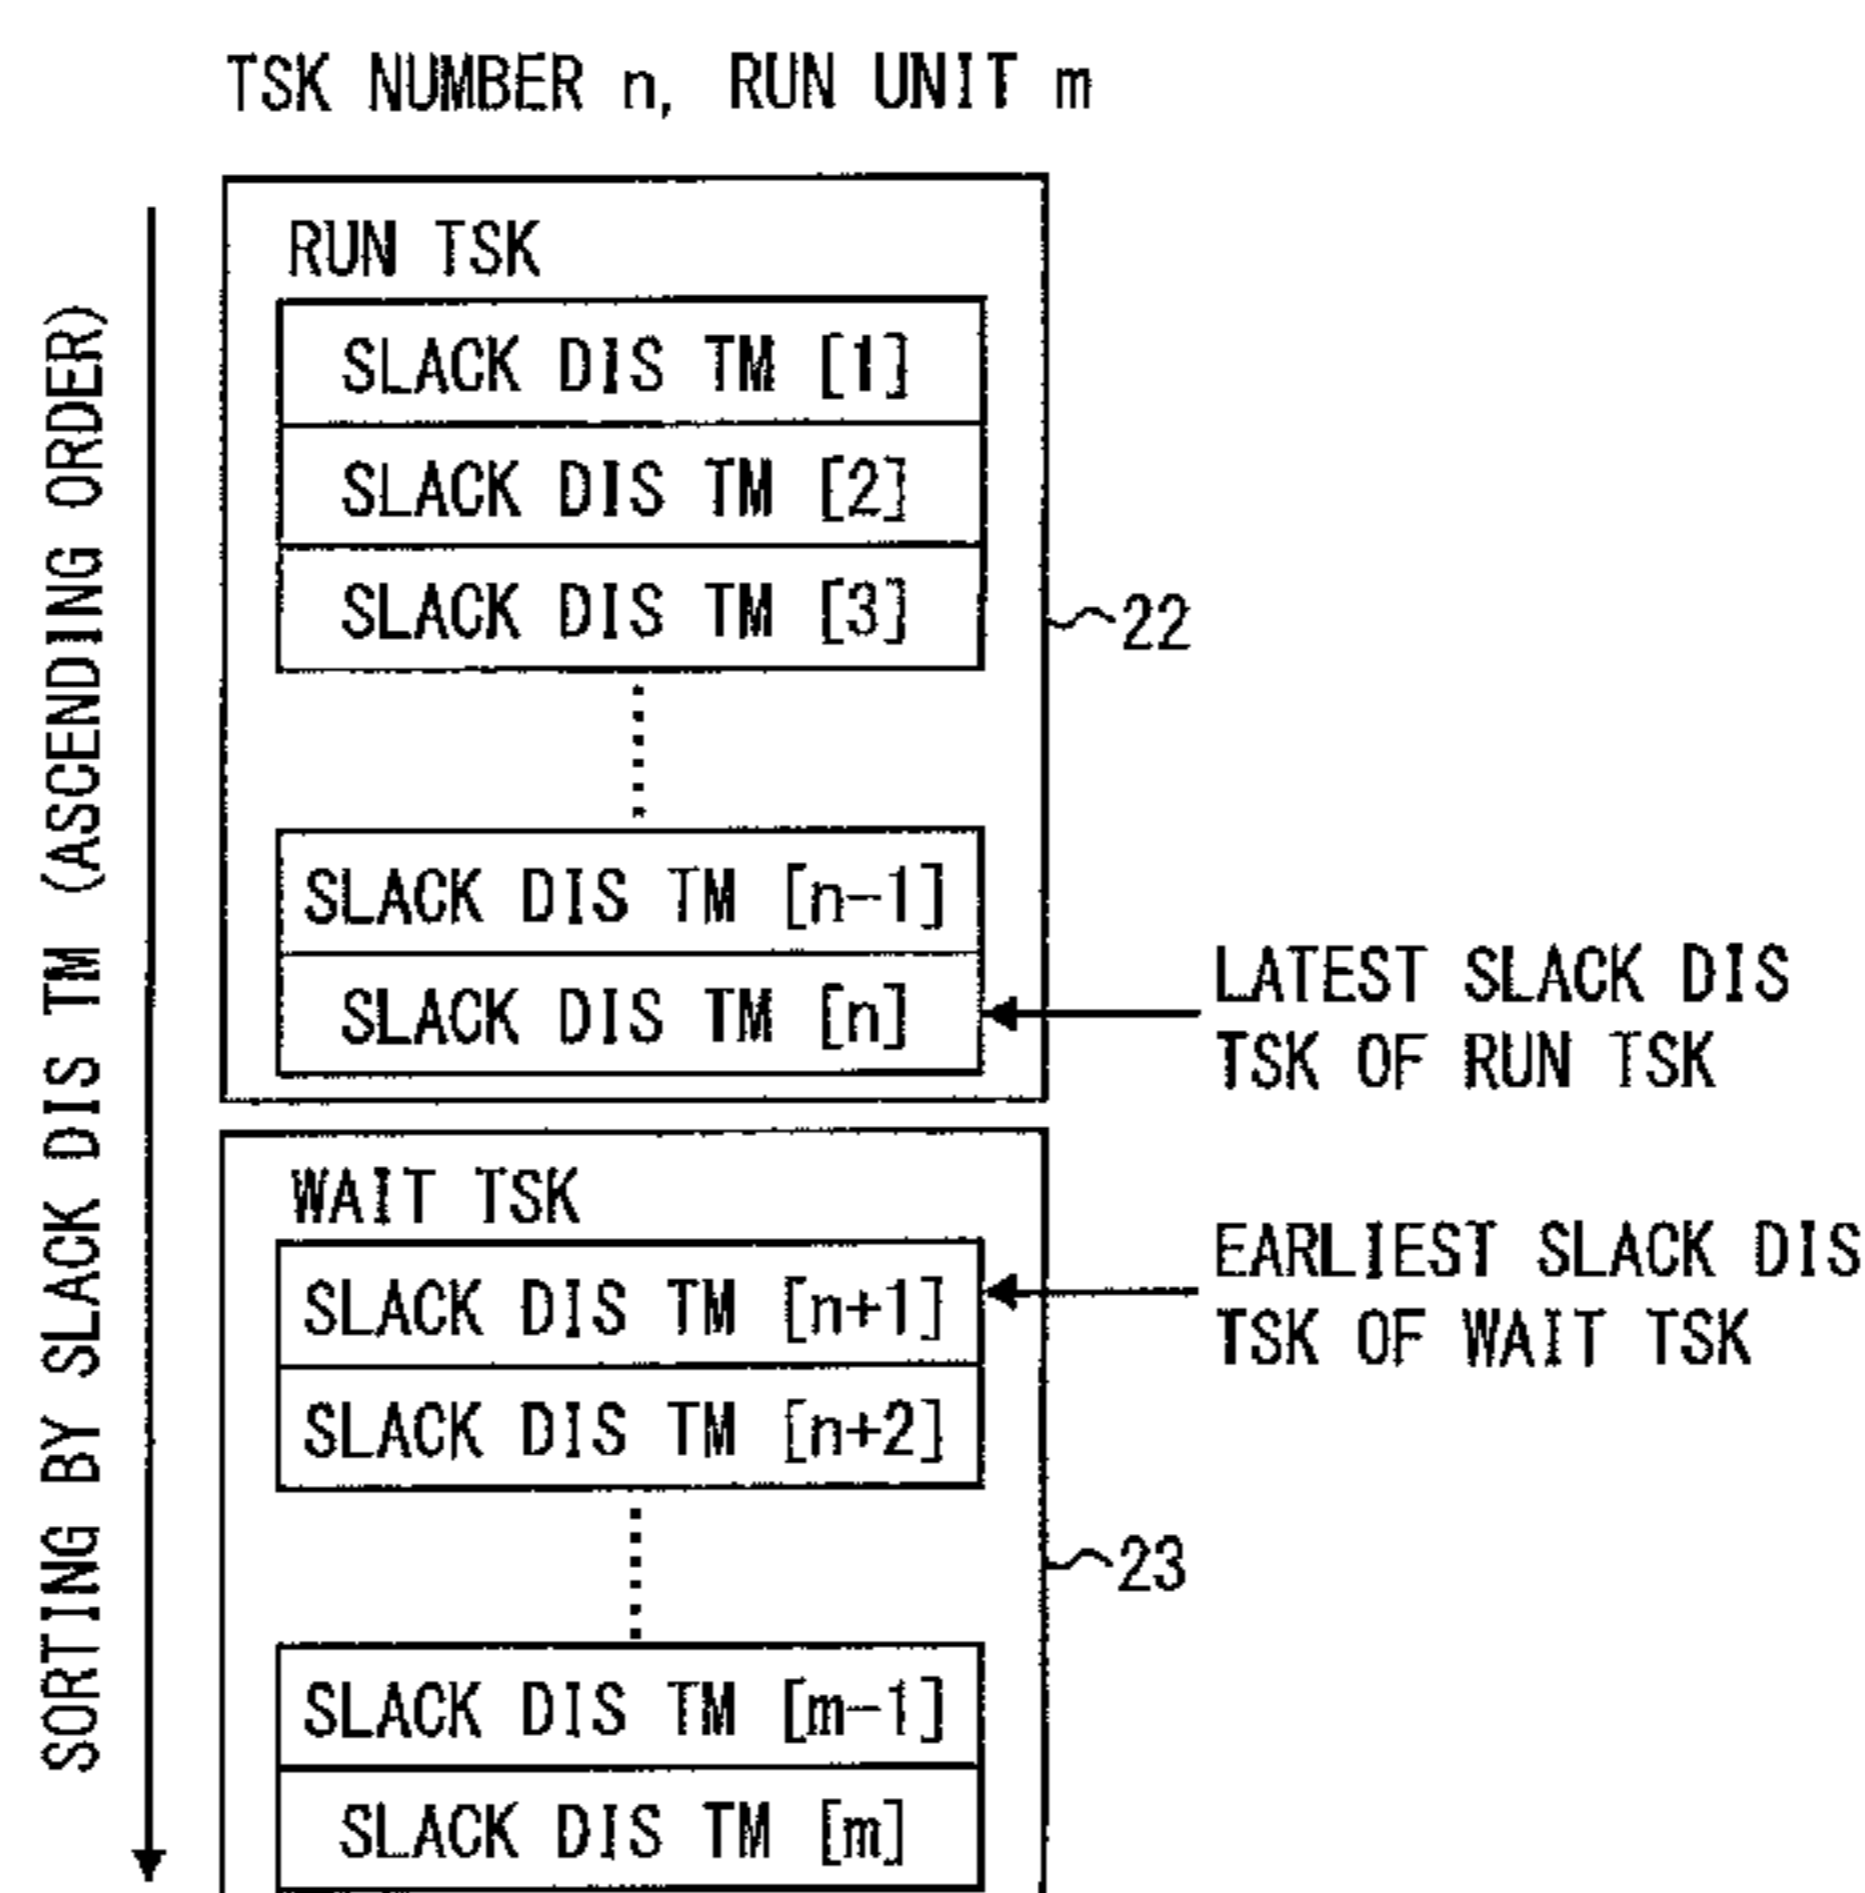 TSK NUMBER n, RUN UNIT m
SORTING BY SLACK DIS TM (ASCENDING ORDER)
RUN TSK
SLACK DIS TM [1]
SLACK DIS TM [2]
SLACK DIS TM [3]
22
SLACK DIS TM [n-1]
SLACK DIS TM [n]
LATEST SLACK DIS
TSK OF RUN TSK
WAIT TSK
SLACK DIS TM [n+1]
EARLIEST SLACK DIS
TSK OF WAIT TSK
SLACK DIS TM [n+2]
23
SLACK DIS TM [m-1]
SLACK DIS TM [m]